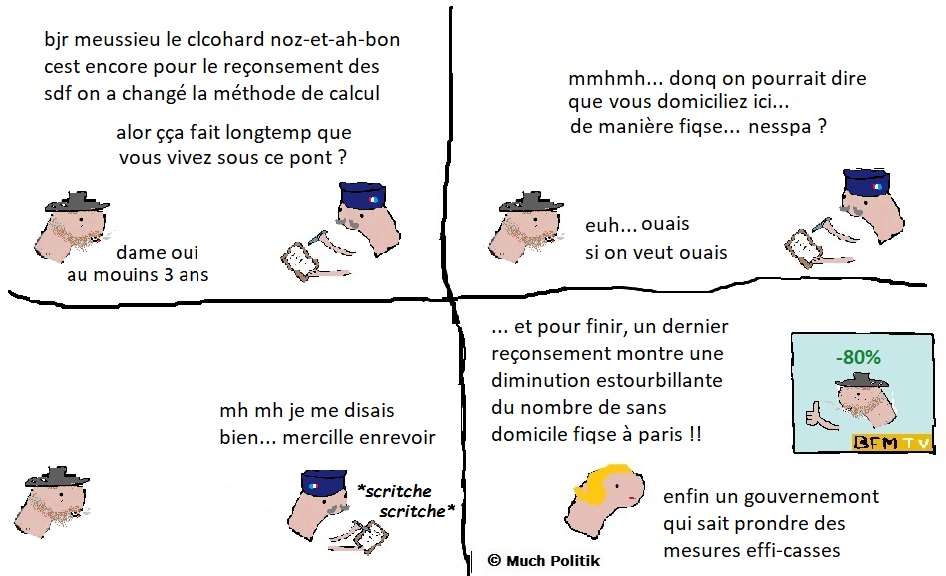 bjr meussieu le clcohard noz-et-ah-bon
cest encore pour le reçonsement des
sdf on a changé la méthode de calcul
alor çça fait longtemp que
vous vivez sous ce pont ?
dame oui
au mouins 3 ans
mmhmh... donq on pourrait dire
que vous domiciliez ici...
de manière fiqse... nesspa ?
euh... ouais
si on veut ouais
mh mh je me disais
bien... mercille enrevoir
*scritche
scritche*
... et pour finir, un dernier
reçonsement montre une
diminution estourbillante
du nombre de sans
domicile fiqse à paris !!
-80%
BFM TV
enfin un gouvernemont
qui sait prondre des
mesures effi-casses
© Much Politik